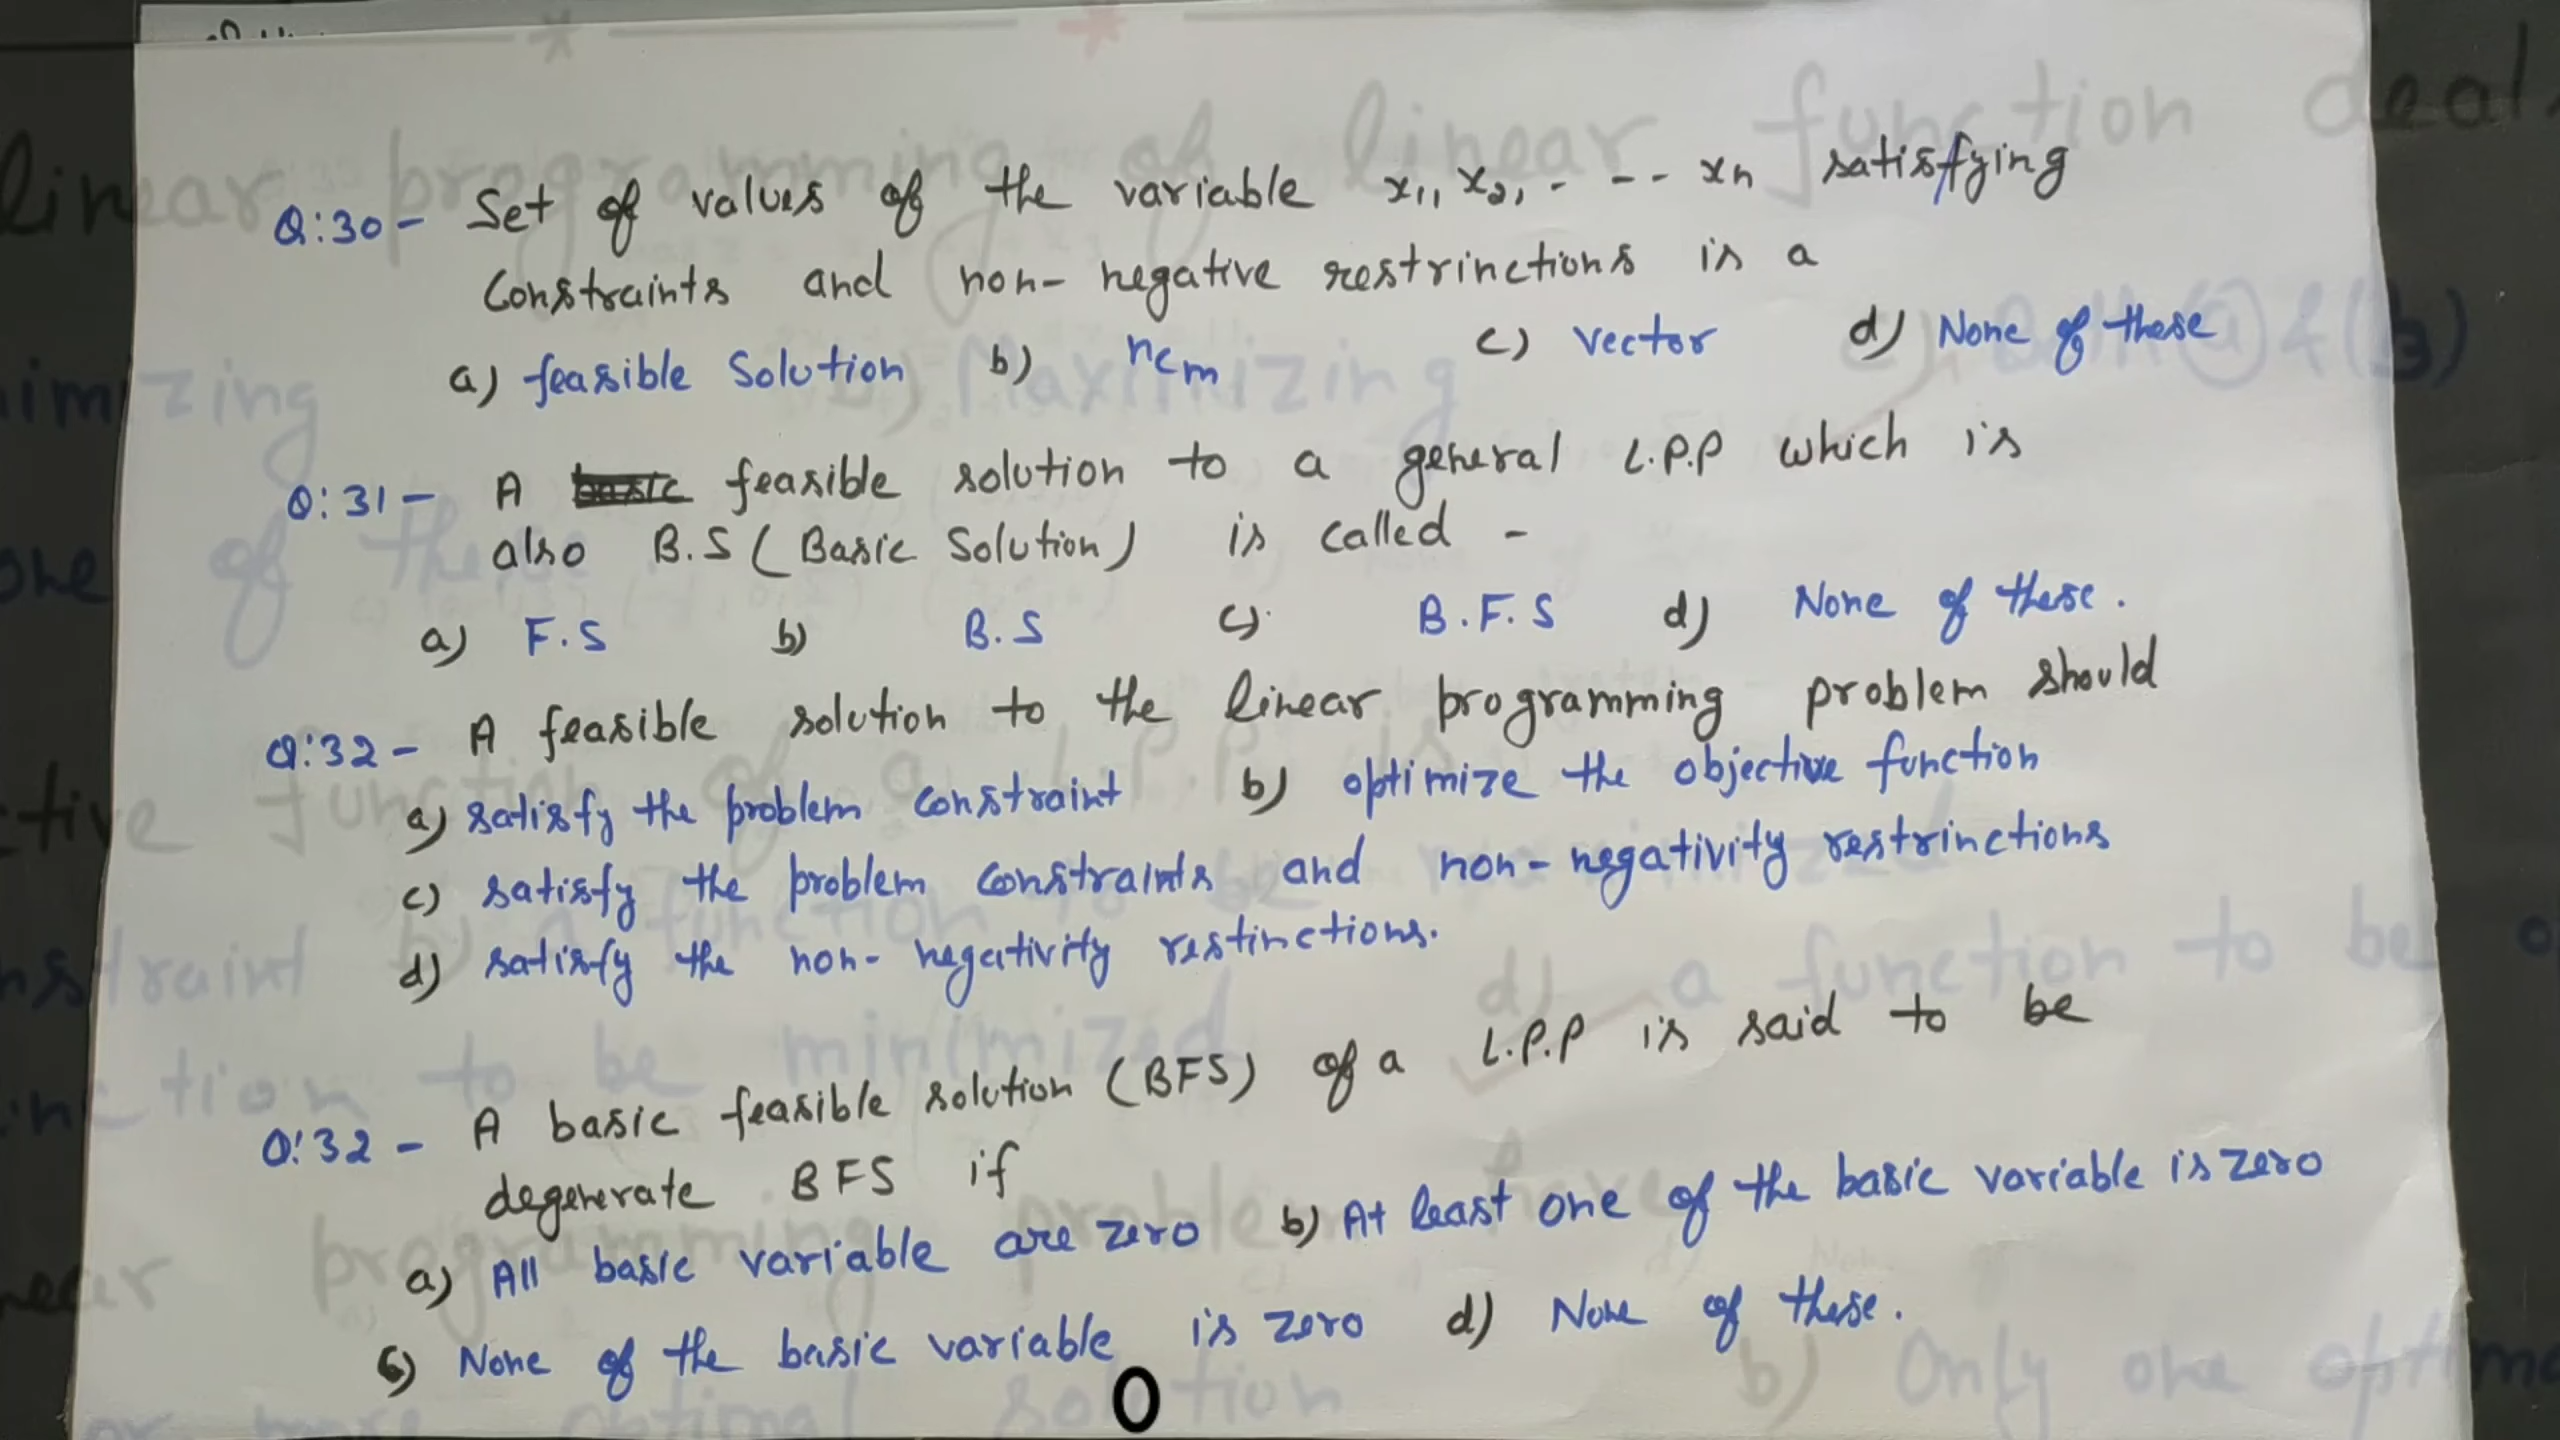 Q:30- Set of values of the variable x1, x2, - - - xn satisfying
Constraints and non-negative restrinctions is a
a) feasible Solution b) ncm c) vector d) None of these
Q:31- A feasible solution to a general L.P.P which is
also B.S (Basic Solution) is called -
a) F.S b) B.S c) B.F.S d) None of these.
Q:32- A feasible solution to the linear programming problem should
a) satisfy the problem constraint b) optimize the objective function
c) satisfy the problem constraints and non-negativity restrinctions
d) satisfy the non-negativity restinctions.
Q:32- A basic feasible solution (BFS) of a L.P.P is said to be
degenerate BFS if
a) All basic variable are zero b) At least one of the basic variable is zero
c) None of the basic variable is zero d) None of these.
0